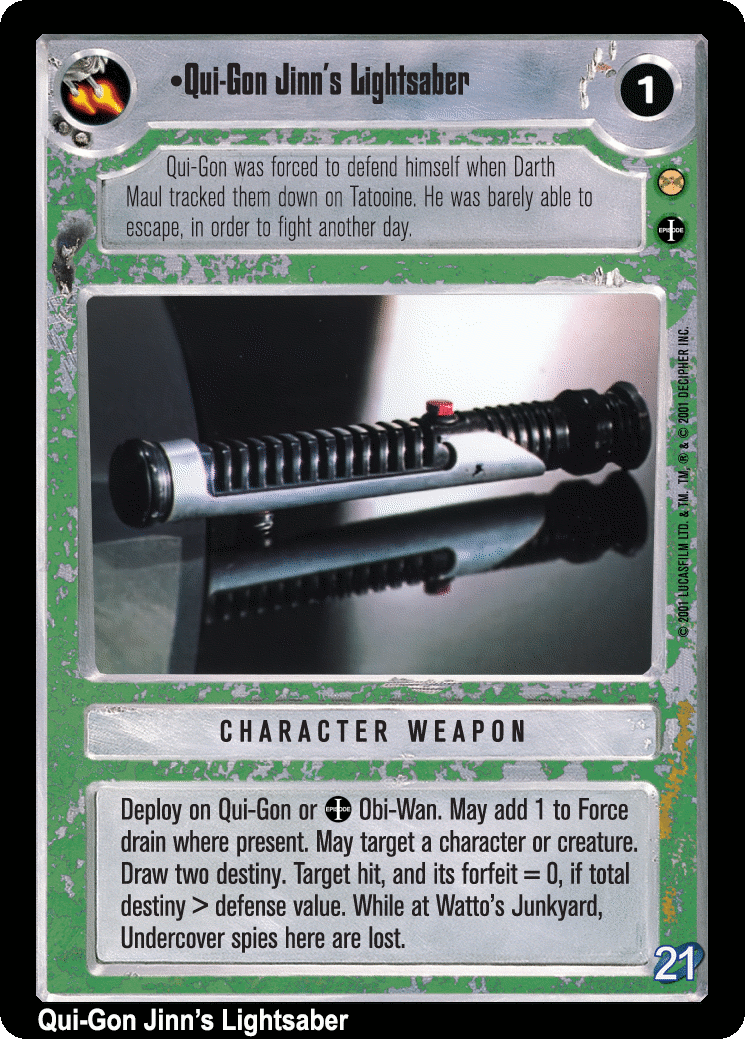 •Qui-Gon Jinn's Lightsaber
1
Qui-Gon was forced to defend himself when Darth
Maul tracked them down on Tatooine. He was barely able to
escape, in order to fight another day.
EPISODE I
© 2001 LUCASFILM LTD. & TM. TM, ® & © 2001 DECIPHER INC.
CHARACTER WEAPON
Deploy on Qui-Gon or EPISODE I Obi-Wan. May add 1 to Force
drain where present. May target a character or creature.
Draw two destiny. Target hit, and its forfeit = 0, if total
destiny > defense value. While at Watto's Junkyard,
Undercover spies here are lost.
21
Qui-Gon Jinn's Lightsaber